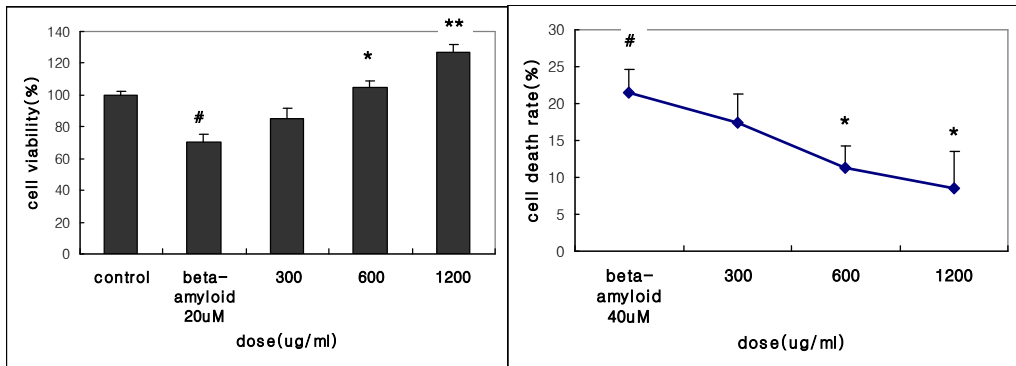 cell viability(%)
140
120
100
80
60
40
20
0
#
*
**
control
beta-
amyloid
20uM
300
600
1200
dose(ug/ml)
cell death rate(%)
30
25
20
15
10
5
0
#
*
*
beta-
amyloid
40uM
300
600
1200
dose(ug/ml)